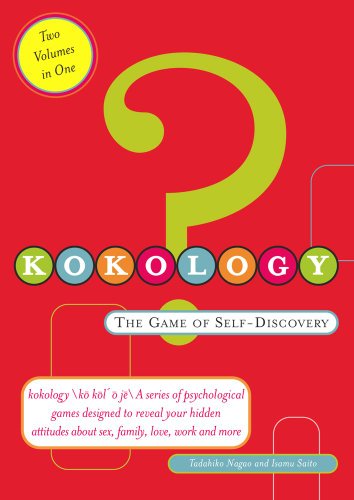 Two
Volumes
in One
?
KOKOLOGY
THE GAME OF SELF-DISCOVERY
kokology \kō kŏl´ ō jē\ A series of psychological
games designed to reveal your hidden
attitudes about sex, family, love, work and more
Tadahiko Nagao and Isamu Saito